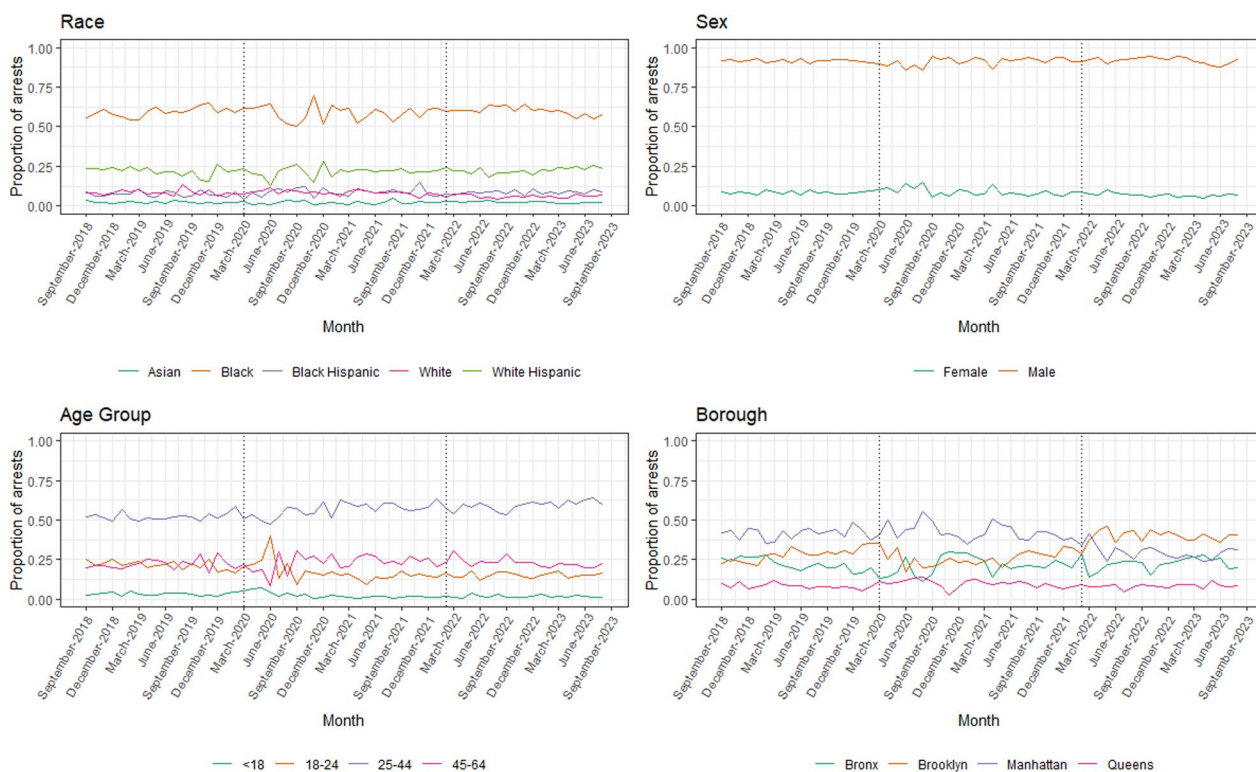 Race
Proportion of arrests
1.00
0.75
0.50
0.25
0.00
September-2018
December-2018
March-2019
June-2019
September-2019
December-2019
March-2020
June-2020
September-2020
December-2020
March-2021
June-2021
September-2021
December-2021
March-2022
June-2022
September-2022
December-2022
March-2023
June-2023
September-2023
Month
Asian Black Black Hispanic White White Hispanic
Sex
Proportion of arrests
1.00
0.75
0.50
0.25
0.00
September-2018
December-2018
March-2019
June-2019
September-2019
December-2019
March-2020
June-2020
September-2020
December-2020
March-2021
June-2021
September-2021
December-2021
March-2022
June-2022
September-2022
December-2022
March-2023
June-2023
September-2023
Month
Female Male
Age Group
Proportion of arrests
1.00
0.75
0.50
0.25
0.00
September-2018
December-2018
March-2019
June-2019
September-2019
December-2019
March-2020
June-2020
September-2020
December-2020
March-2021
June-2021
September-2021
December-2021
March-2022
June-2022
September-2022
December-2022
March-2023
June-2023
September-2023
Month
<18 18-24 25-44 45-64
Borough
Proportion of arrests
1.00
0.75
0.50
0.25
0.00
September-2018
December-2018
March-2019
June-2019
September-2019
December-2019
March-2020
June-2020
September-2020
December-2020
March-2021
June-2021
September-2021
December-2021
March-2022
June-2022
September-2022
December-2022
March-2023
June-2023
September-2023
Month
Bronx Brooklyn Manhattan Queens